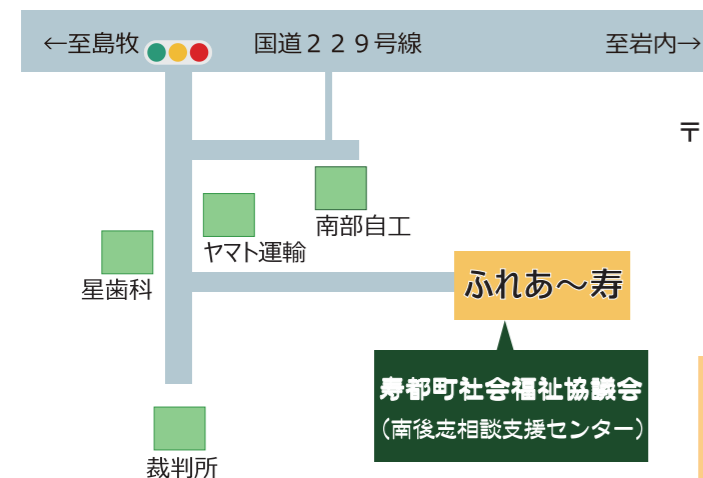 ←至島牧
国道２２９号線
至岩内→
〒
南部自工
ヤマト運輸
星歯科
ふれあ～寿
寿都町社会福祉協議会
（南後志相談支援センター）
裁判所